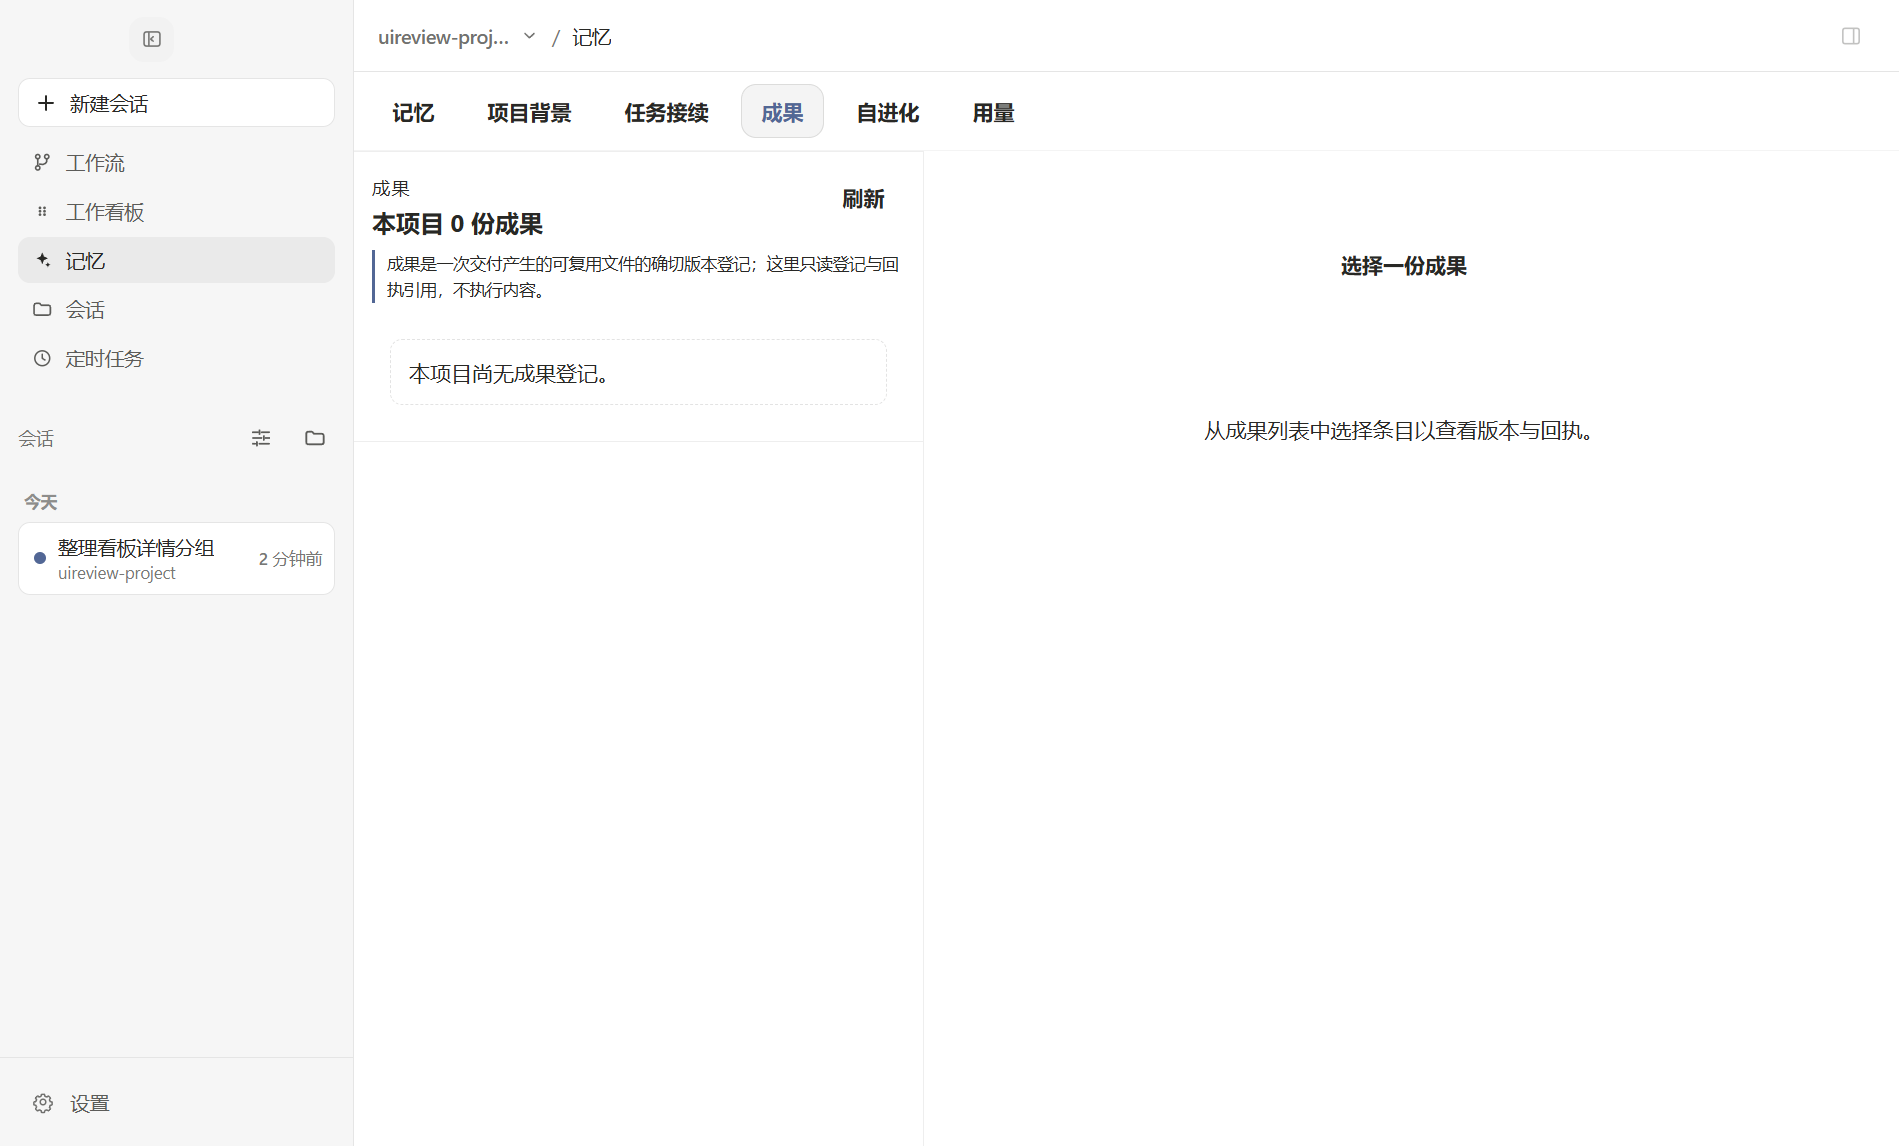 新建会话
工作流
工作看板
记忆
会话
定时任务
会话
今天
整理看板详情分组
uireview-project
2 分钟前
设置
uireview-proj... / 记忆
记忆 项目背景 任务接续 成果 自进化 用量
成果
刷新
本项目 0 份成果
成果是一次交付产生的可复用文件的确切版本登记；这里只读登记与回
执引用，不执行内容。
本项目尚无成果登记。
选择一份成果
从成果列表中选择条目以查看版本与回执。